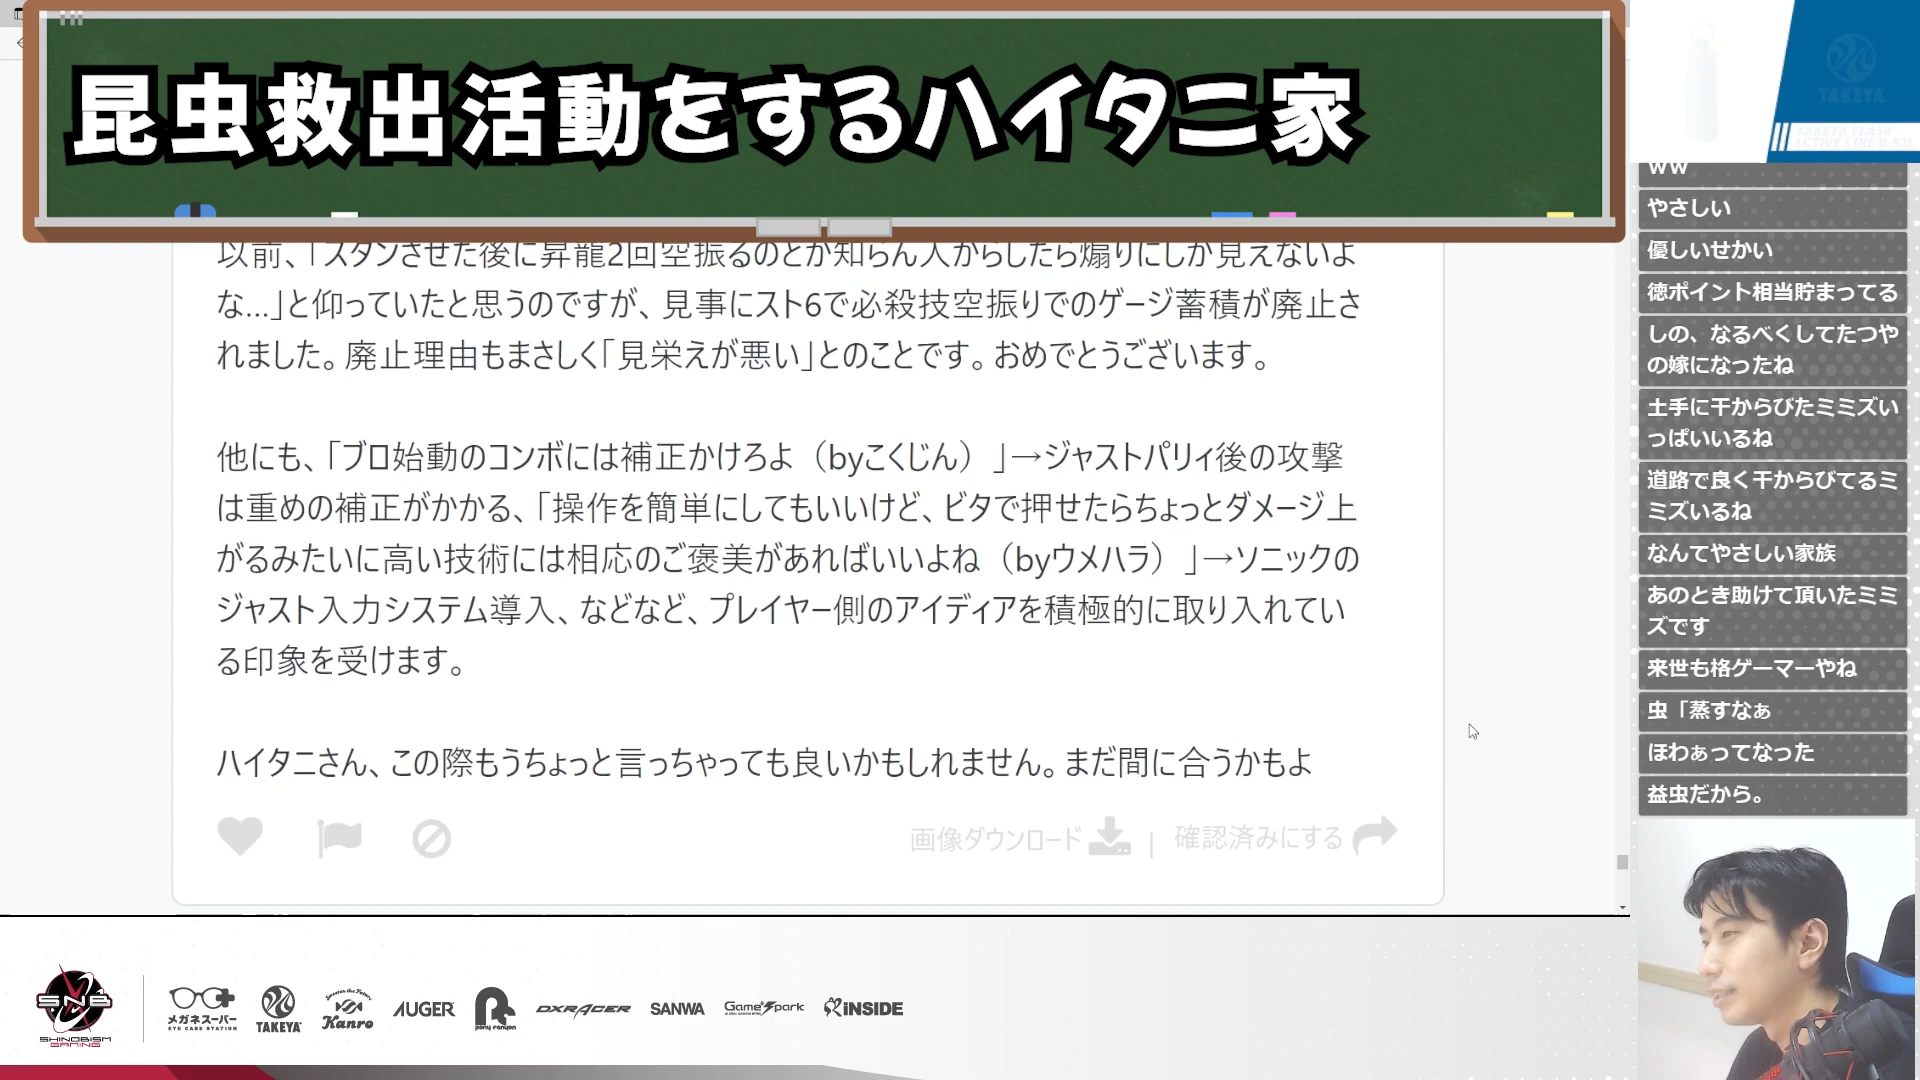 昆虫救出活動をするハイタニ家
以前、「スタンさせた後に昇龍2回空振るのとか知らん人からしたら煽りにしか見えないよ
な…」と仰っていたと思うのですが、見事にスト6で必殺技空振りでのゲージ蓄積が廃止さ
れました。廃止理由もまさしく「見栄えが悪い」とのことです。おめでとうございます。
他にも、「ブロ始動のコンボには補正かけろよ（byこくじん）」→ジャストパリィ後の攻撃
は重めの補正がかかる、「操作を簡単にしてもいいけど、ビタで押せたらちょっとダメージ上
がるみたいに高い技術には相応のご褒美があればいいよね（byウメハラ）」→ソニックの
ジャスト入力システム導入、などなど、プレイヤー側のアイディアを積極的に取り入れてい
る印象を受けます。
ハイタニさん、この際もうちょっと言っちゃっても良いかもしれません。まだ間に合うかもよ
画像ダウンロード | 確認済みにする
TAKEYA
TAKEYA FLASK
ww
やさしい
優しいせかい
徳ポイント相当貯まってる
しの、なるべくしてたつや
の嫁になったね
土手に干からびたミミズい
っぱいいるね
道路で良く干からびてるミ
ミズいるね
なんてやさしい家族
あのとき助けて頂いたミミ
ズです
来世も格ゲーマーやね
虫「蒸すなぁ
ほわぁってなった
益虫だから。
SNB
SHINOBISM
GAMING
メガネスーパー
EYE CARE STATION
TAKEYA
Kanro
AUGER
pony canyon
DXRACER
SANWA
Game*Spark
iNSIDE